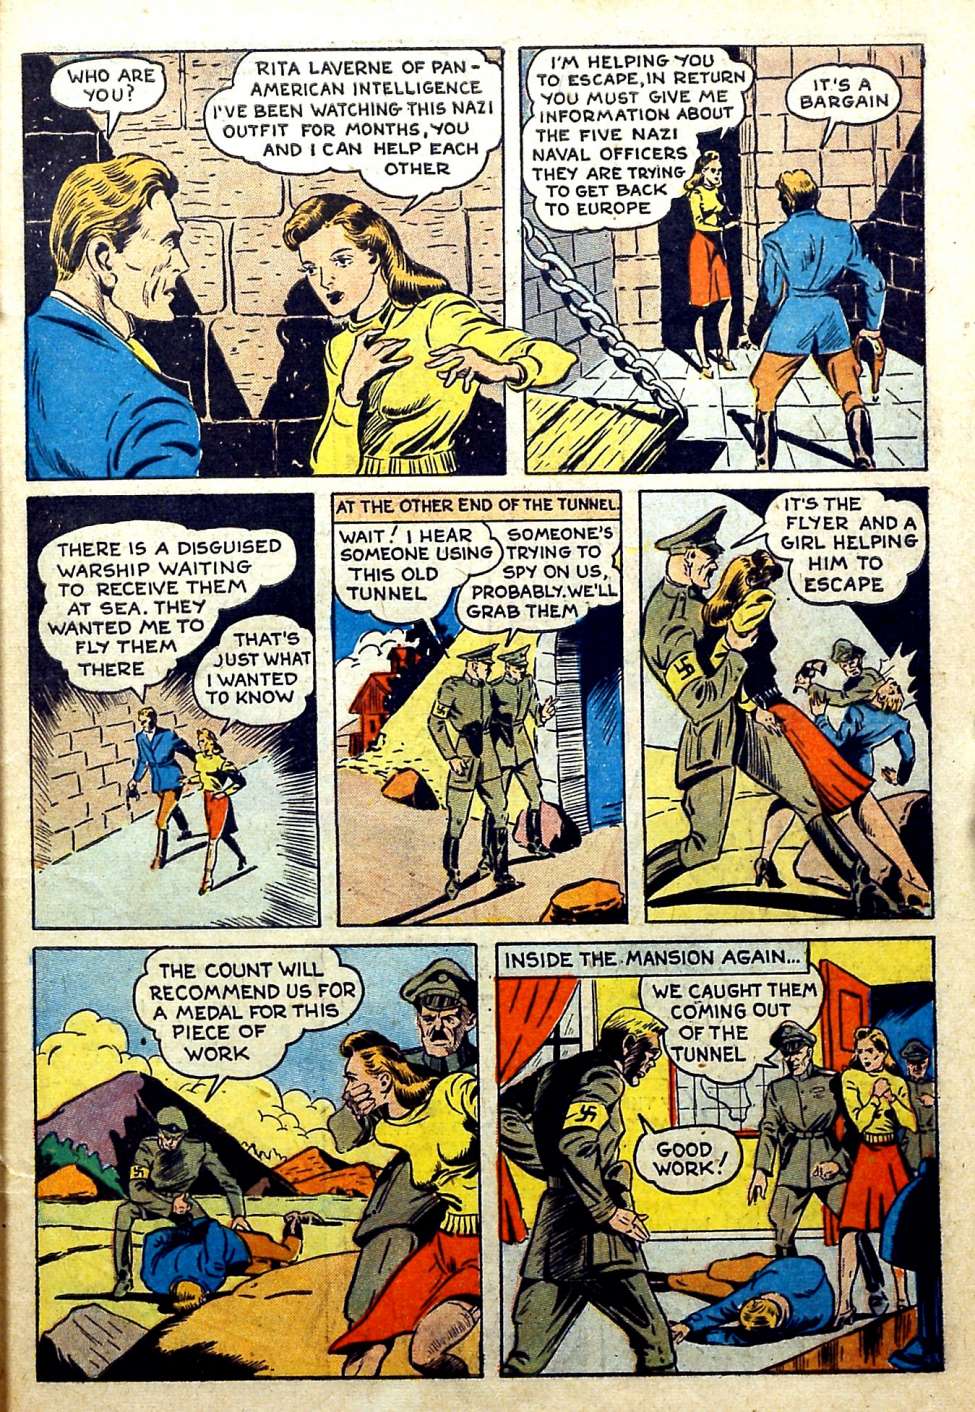 WHO ARE
YOU?
RITA LAVERNE OF PAN-
AMERICAN INTELLIGENCE
I'VE BEEN WATCHING THIS NAZI
OUTFIT FOR MONTHS, YOU
AND I CAN HELP EACH
OTHER
I'M HELPING YOU
TO ESCAPE, IN RETURN
YOU MUST GIVE ME
INFORMATION ABOUT
THE FIVE NAZI
NAVAL OFFICERS
THEY ARE TRYING
TO GET BACK
TO EUROPE
IT'S A
BARGAIN
THERE IS A DISGUISED
WARSHIP WAITING
TO RECEIVE THEM
AT SEA. THEY
WANTED ME TO
FLY THEM
THERE
THAT'S
JUST WHAT
I WANTED
TO KNOW
AT THE OTHER END OF THE TUNNEL.
WAIT! I HEAR
SOMEONE USING
THIS OLD
TUNNEL
SOMEONE'S
TRYING TO
SPY ON US,
PROBABLY. WE'LL
GRAB THEM
IT'S THE
FLYER AND A
GIRL HELPING
HIM TO
ESCAPE
THE COUNT WILL
RECOMMEND US FOR
A MEDAL FOR THIS
PIECE OF
WORK
INSIDE THE MANSION AGAIN...
WE CAUGHT THEM
COMING OUT
OF THE
TUNNEL
GOOD
WORK!